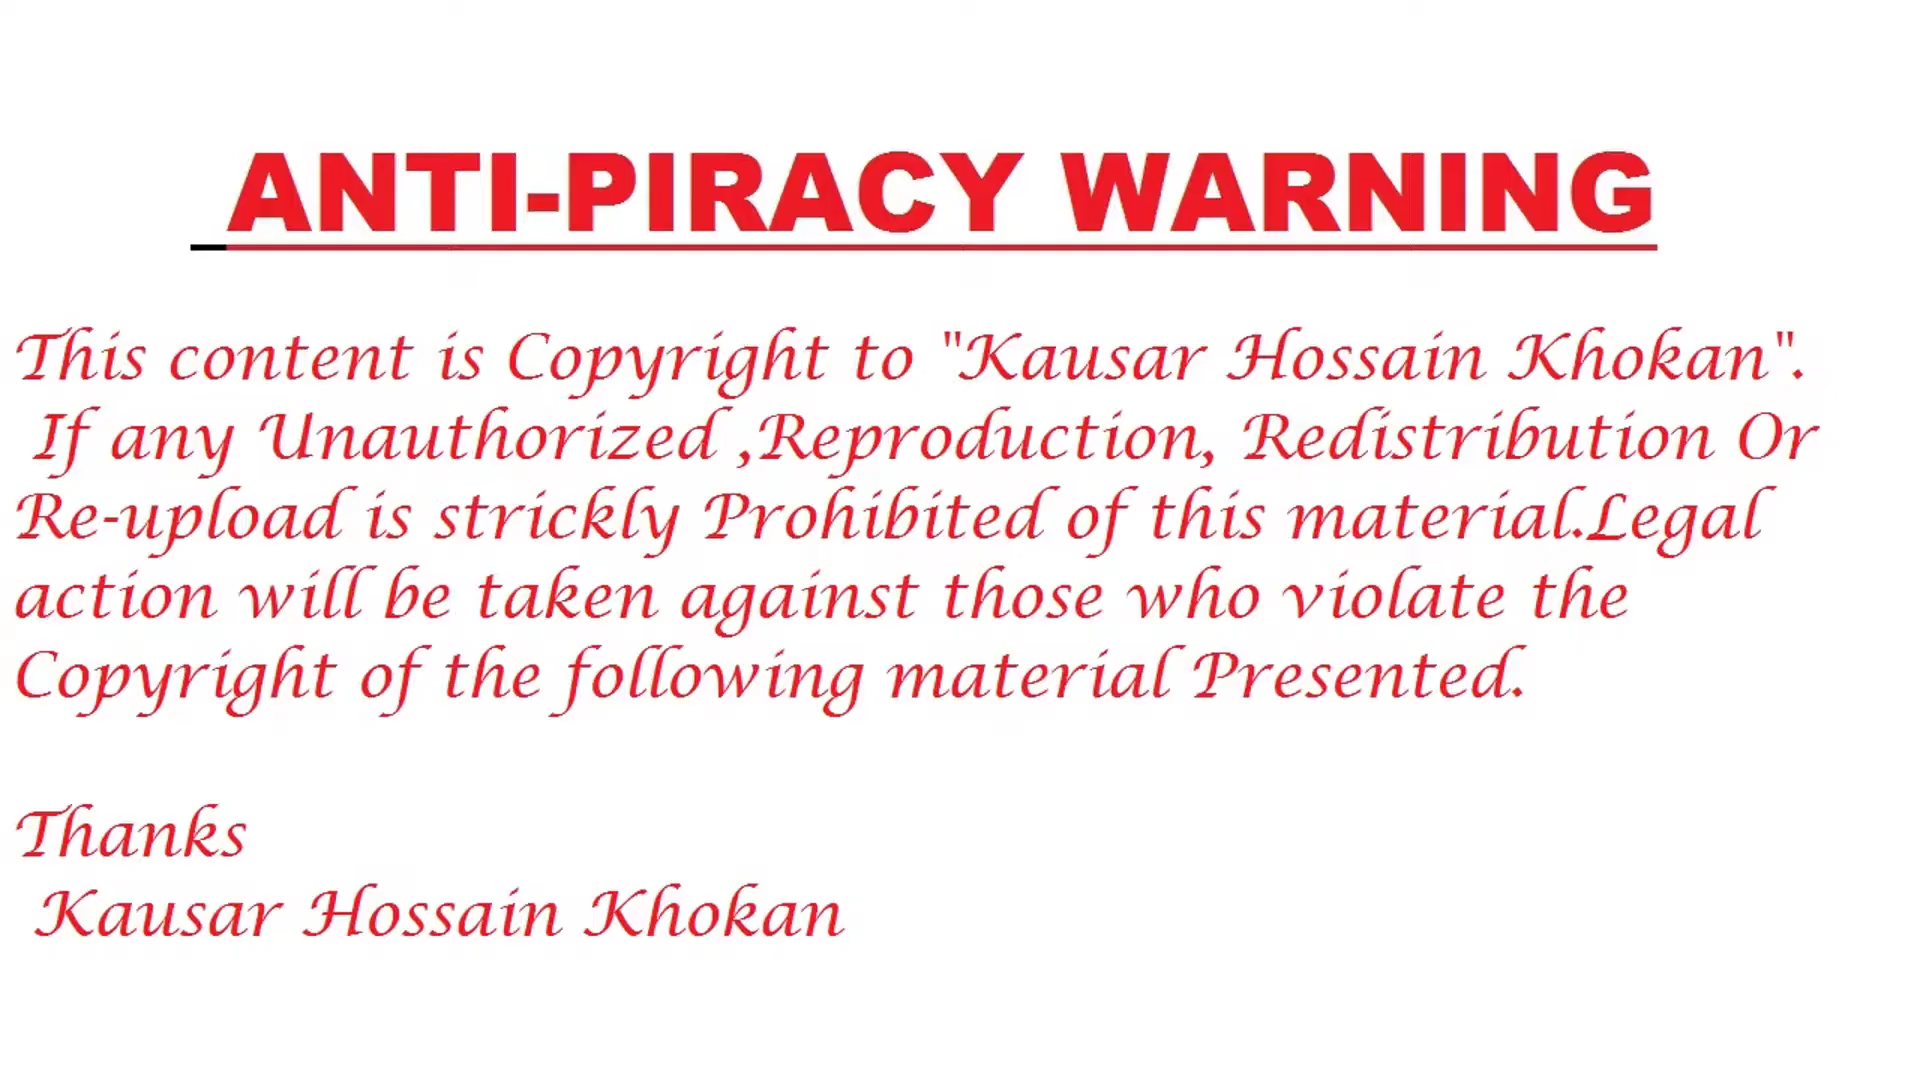 ANTI-PIRACY WARNING
This content is Copyright to "Kausar Hossain Khokan".
If any Unauthorized ,Reproduction, Redistribution Or
Re-upload is strickly Prohibited of this material.Legal
action will be taken against those who violate the
Copyright of the following material Presented.
Thanks
Kausar Hossain Khokan